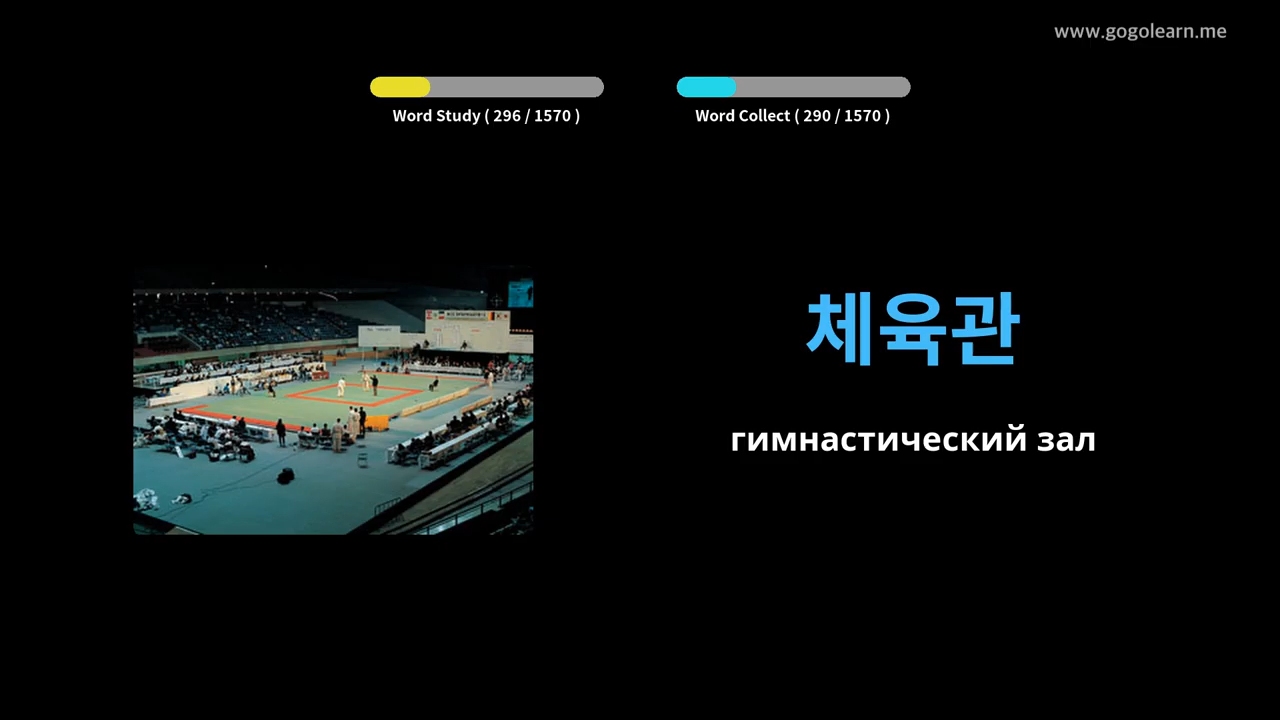 www.gogolearn.me
Word Study ( 296 / 1570 )
Word Collect ( 290 / 1570 )
체육관
гимнастический зал